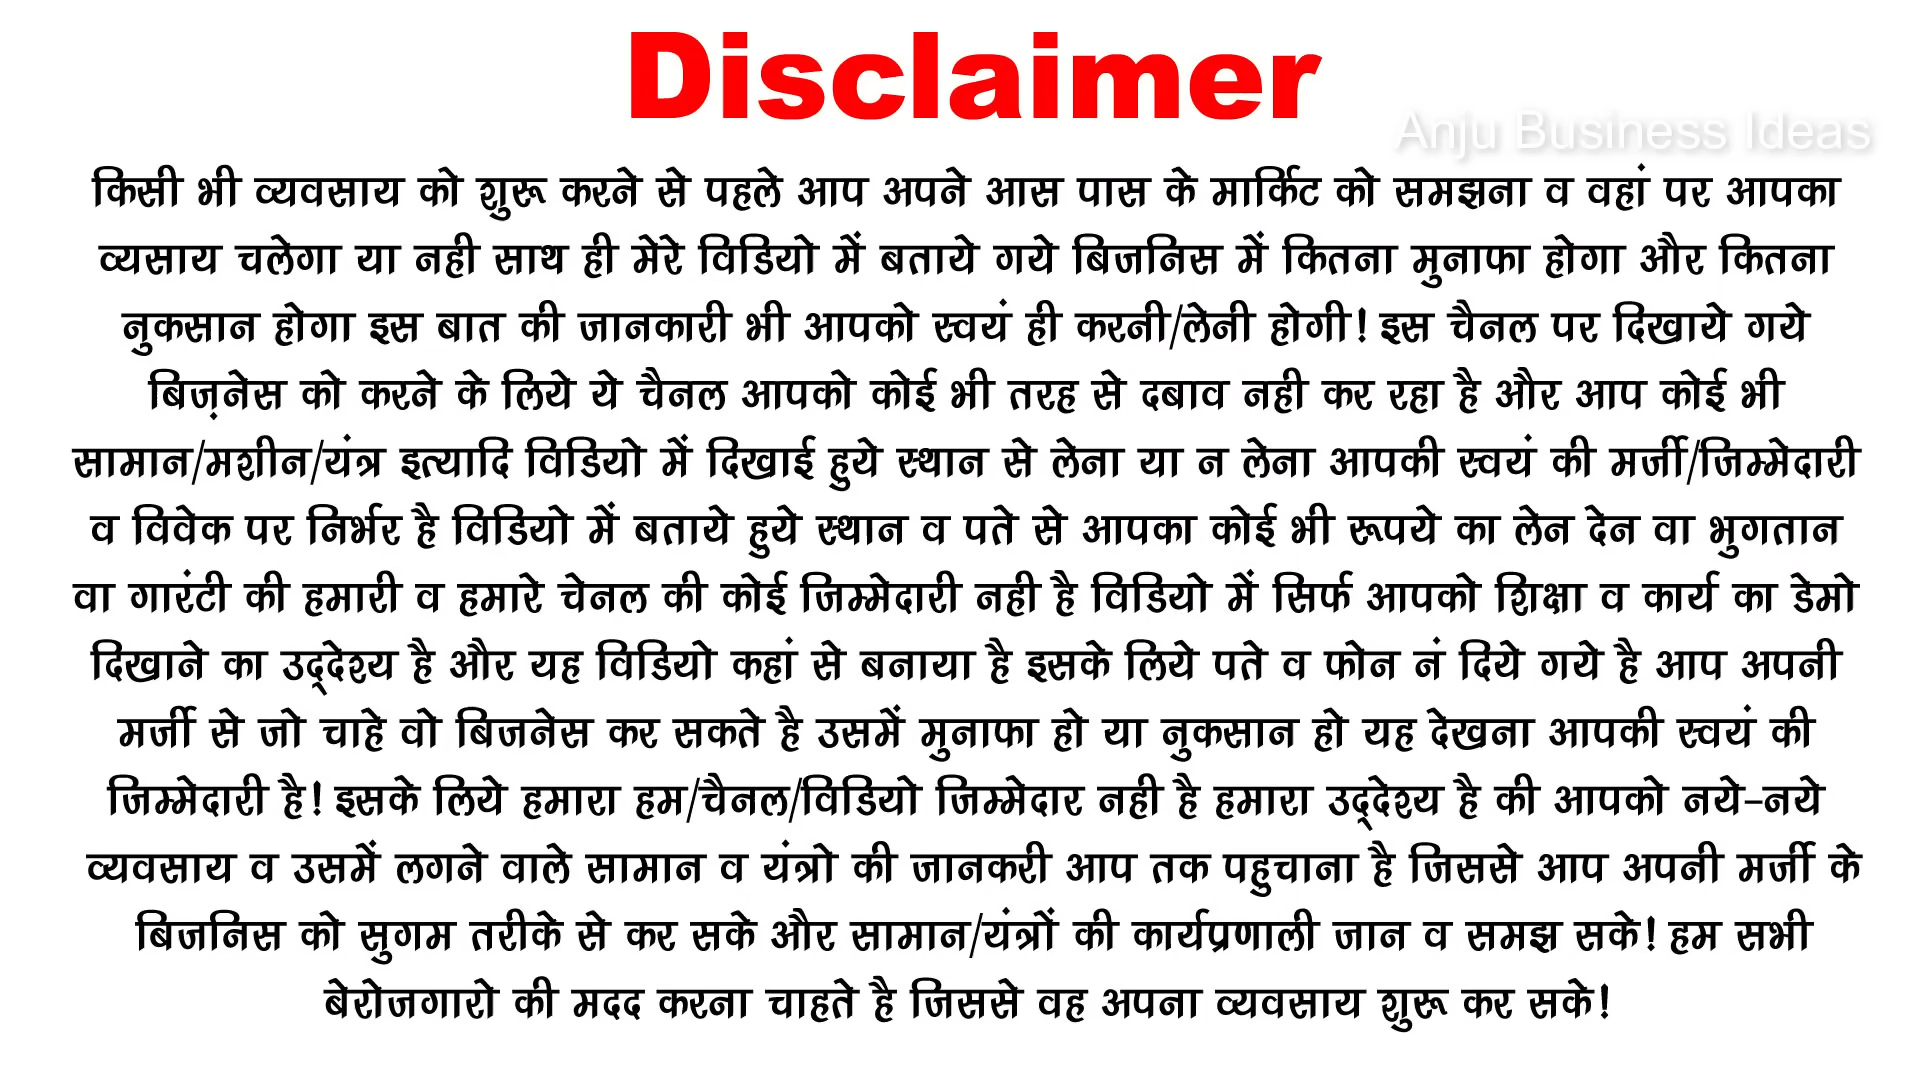 Disclaimer
Anju Business Ideas
किसी भी व्यवसाय को शुरू करने से पहले आप अपने आस पास के मार्किट को समझना व वहां पर आपका
व्यसाय चलेगा या नही साथ ही मेरे विडियो में बताये गये बिजनिस में कितना मुनाफा होगा और कितना
नुकसान होगा इस बात की जानकारी भी आपको स्वयं ही करनी/लेनी होगी! इस चैनल पर दिखाये गये
बिज़नेस को करने के लिये ये चैनल आपको कोई भी तरह से दबाव नही कर रहा है और आप कोई भी
सामान/मशीन/यंत्र इत्यादि विडियो में दिखाई हुये स्थान से लेना या न लेना आपकी स्वयं की मर्जी/जिम्मेदारी
व विवेक पर निर्भर है विडियो में बताये हुये स्थान व पते से आपका कोई भी रूपये का लेन देन वा भुगतान
वा गारंटी की हमारी व हमारे चेनल की कोई जिम्मेदारी नही है विडियो में सिर्फ आपको शिक्षा व कार्य का डेमो
दिखाने का उद्देश्य है और यह विडियो कहां से बनाया है इसके लिये पते व फोन नं दिये गये है आप अपनी
मर्जी से जो चाहे वो बिजनेस कर सकते है उसमें मुनाफा हो या नुकसान हो यह देखना आपकी स्वयं की
जिम्मेदारी है! इसके लिये हमारा हम/चैनल/विडियो जिम्मेदार नही है हमारा उद्देश्य है की आपको नये-नये
व्यवसाय व उसमें लगने वाले सामान व यंत्रो की जानकरी आप तक पहुचाना है जिससे आप अपनी मर्जी के
बिजनिस को सुगम तरीके से कर सके और सामान/यंत्रों की कार्यप्रणाली जान व समझ सके! हम सभी
बेरोजगारो की मदद करना चाहते है जिससे वह अपना व्यवसाय शुरू कर सके!